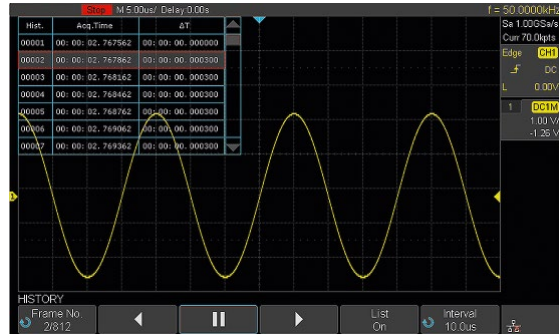 Stop M 5.00us/ Delay:0.00s f = 50.0000kHz
Sa 1.00GSa/s
Curr 70.0kpts
Edge CH1
DC
L 0.00V
1 DC1M
1.00 V/
-1.26 V
Hist. Acq.Time ΔT
00001 00: 00: 02. 767562 00: 00: 00. 000000
00002 00: 00: 02. 767862 00: 00: 00. 000300
00003 00: 00: 02. 768162 00: 00: 00. 000300
00004 00: 00: 02. 768462 00: 00: 00. 000300
00005 00: 00: 02. 768762 00: 00: 00. 000300
00006 00: 00: 02. 769062 00: 00: 00. 000300
00007 00: 00: 02. 769362 00: 00: 00. 000300
1
HISTORY
Frame No. List Interval
2/812 On 10.0us